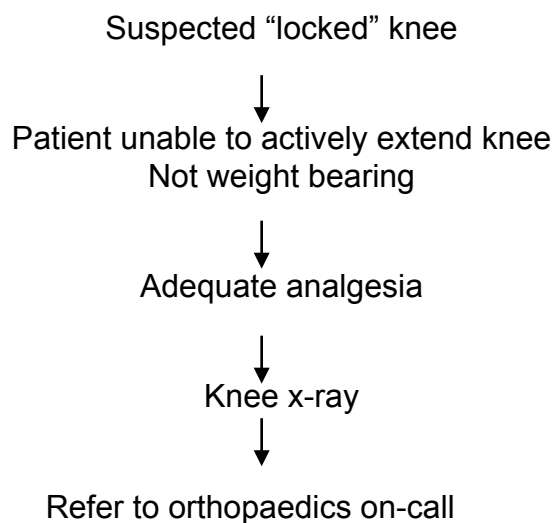 Suspected “locked” knee
Patient unable to actively extend knee
Not weight bearing
Adequate analgesia
Knee x-ray
Refer to orthopaedics on-call